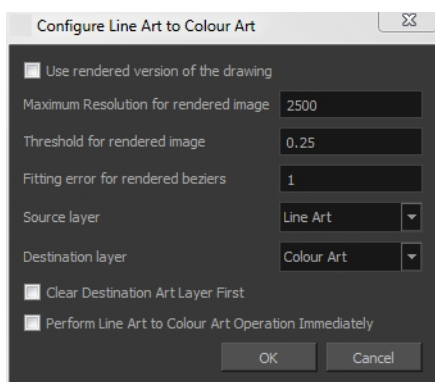 Configure Line Art to Colour Art
Use rendered version of the drawing
Maximum Resolution for rendered image 2500
Threshold for rendered image 0.25
Fitting error for rendered beziers 1
Source layer Line Art
Destination layer Colour Art
Clear Destination Art Layer First
Perform Line Art to Colour Art Operation Immediately
OK Cancel